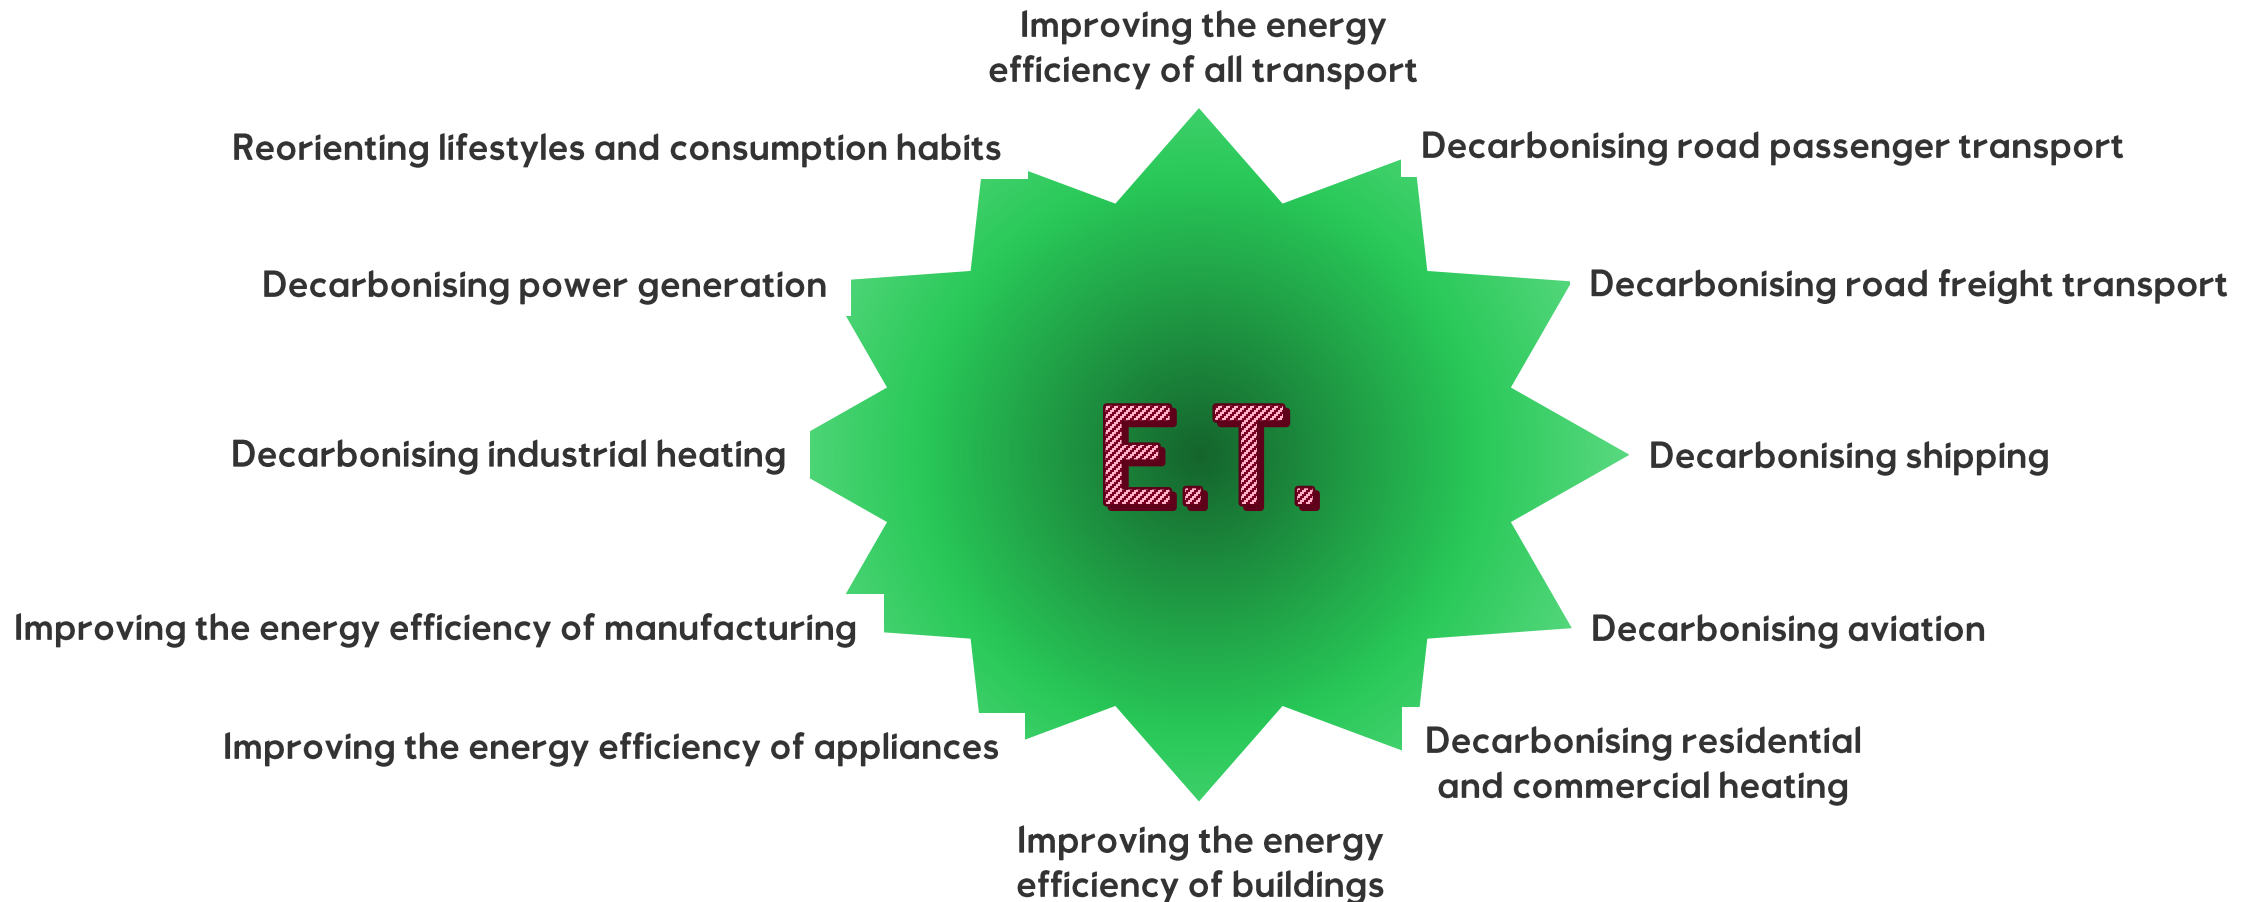 Improving the energy
efficiency of all transport
Reorienting lifestyles and consumption habits
Decarbonising road passenger transport
Decarbonising power generation
Decarbonising road freight transport
E.T.
Decarbonising industrial heating
Decarbonising shipping
Improving the energy efficiency of manufacturing
Decarbonising aviation
Improving the energy efficiency of appliances
Decarbonising residential
and commercial heating
Improving the energy
efficiency of buildings